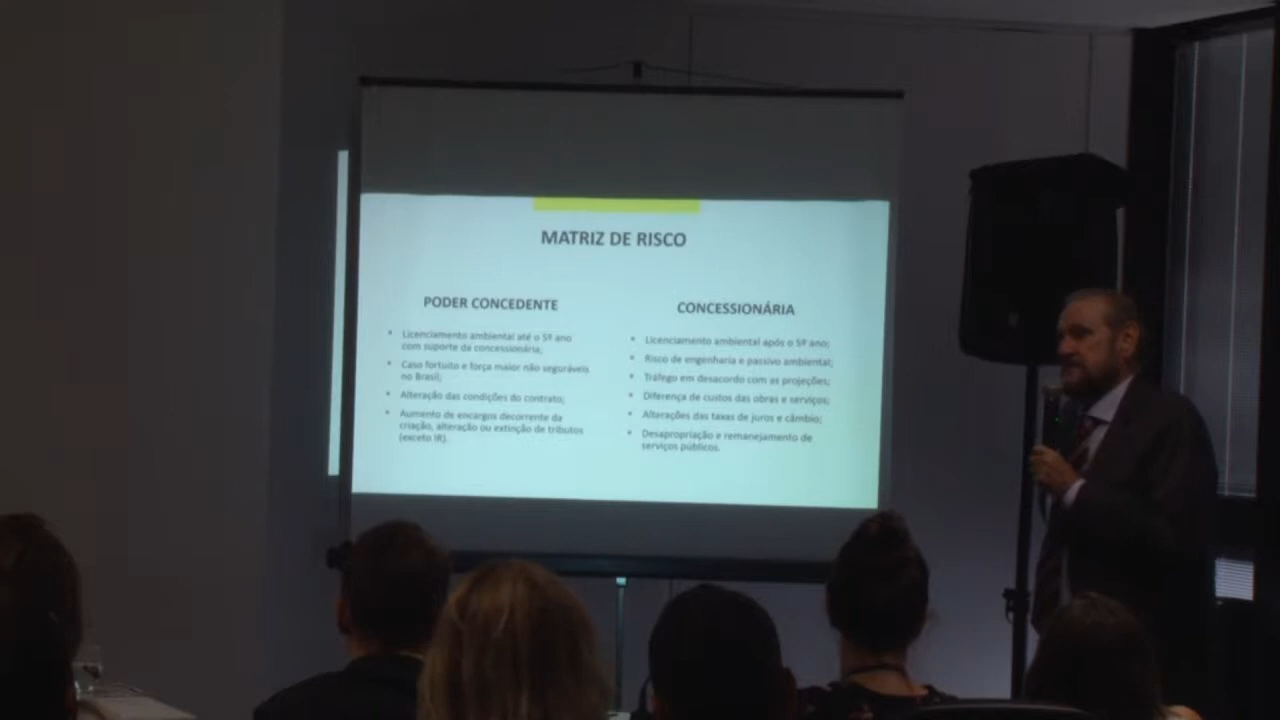 MATRIZ DE RISCO
PODER CONCEDENTE
• Licenciamento ambiental até o 5º ano
com suporte da concessionária;
• Caso fortuito e força maior não seguráveis
no Brasil;
• Alteração das condições do contrato;
• Aumento de encargos decorrente da
criação, alteração ou extinção de tributos
(exceto IR).
CONCESSIONÁRIA
• Licenciamento ambiental após o 5º ano;
• Risco de engenharia e passivo ambiental;
• Tráfego em desacordo com as projeções;
• Diferença de custos das obras e serviços;
• Alterações das taxas de juros e câmbio;
• Desapropriação e remanejamento de
serviços públicos.